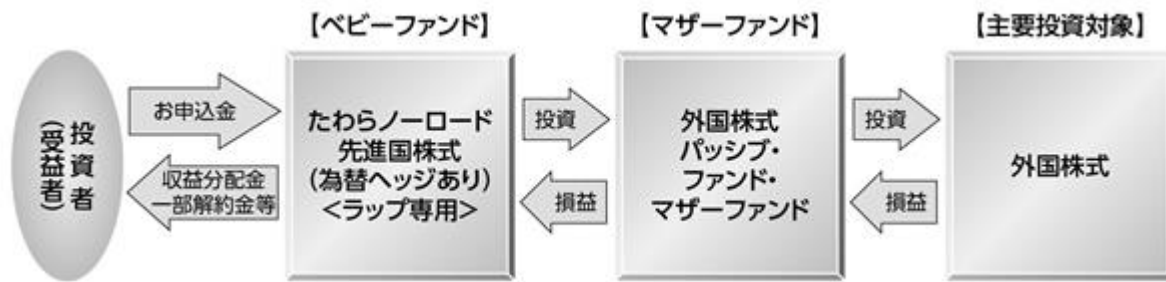 【ベビーファンド】
【マザーファンド】
【主要投資対象】
投資者
(受益者)
お申込金
収益分配金
一部解約金等
たわらノーロード
先進国株式
(為替ヘッジあり)
<ラップ専用>
投資
損益
外国株式
パッシブ・
ファンド・
マザーファンド
投資
損益
外国株式